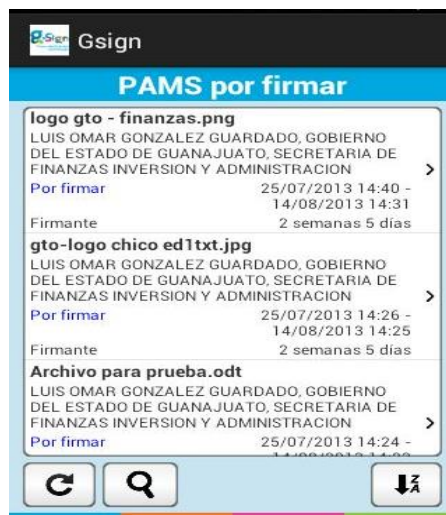 g-Sign Gsign
PAMS por firmar
logo gto - finanzas.png
LUIS OMAR GONZALEZ GUARDADO, GOBIERNO
DEL ESTADO DE GUANAJUATO, SECRETARIA DE
FINANZAS INVERSION Y ADMINISTRACION
Por firmar 25/07/2013 14:40 -
14/08/2013 14:31
Firmante 2 semanas 5 días
gto-logo chico ed1txt.jpg
LUIS OMAR GONZALEZ GUARDADO, GOBIERNO
DEL ESTADO DE GUANAJUATO, SECRETARIA DE
FINANZAS INVERSION Y ADMINISTRACION
Por firmar 25/07/2013 14:26 -
14/08/2013 14:25
Firmante 2 semanas 5 días
Archivo para prueba.odt
LUIS OMAR GONZALEZ GUARDADO, GOBIERNO
DEL ESTADO DE GUANAJUATO, SECRETARIA DE
FINANZAS INVERSION Y ADMINISTRACION
Por firmar 25/07/2013 14:24 -
Z
A